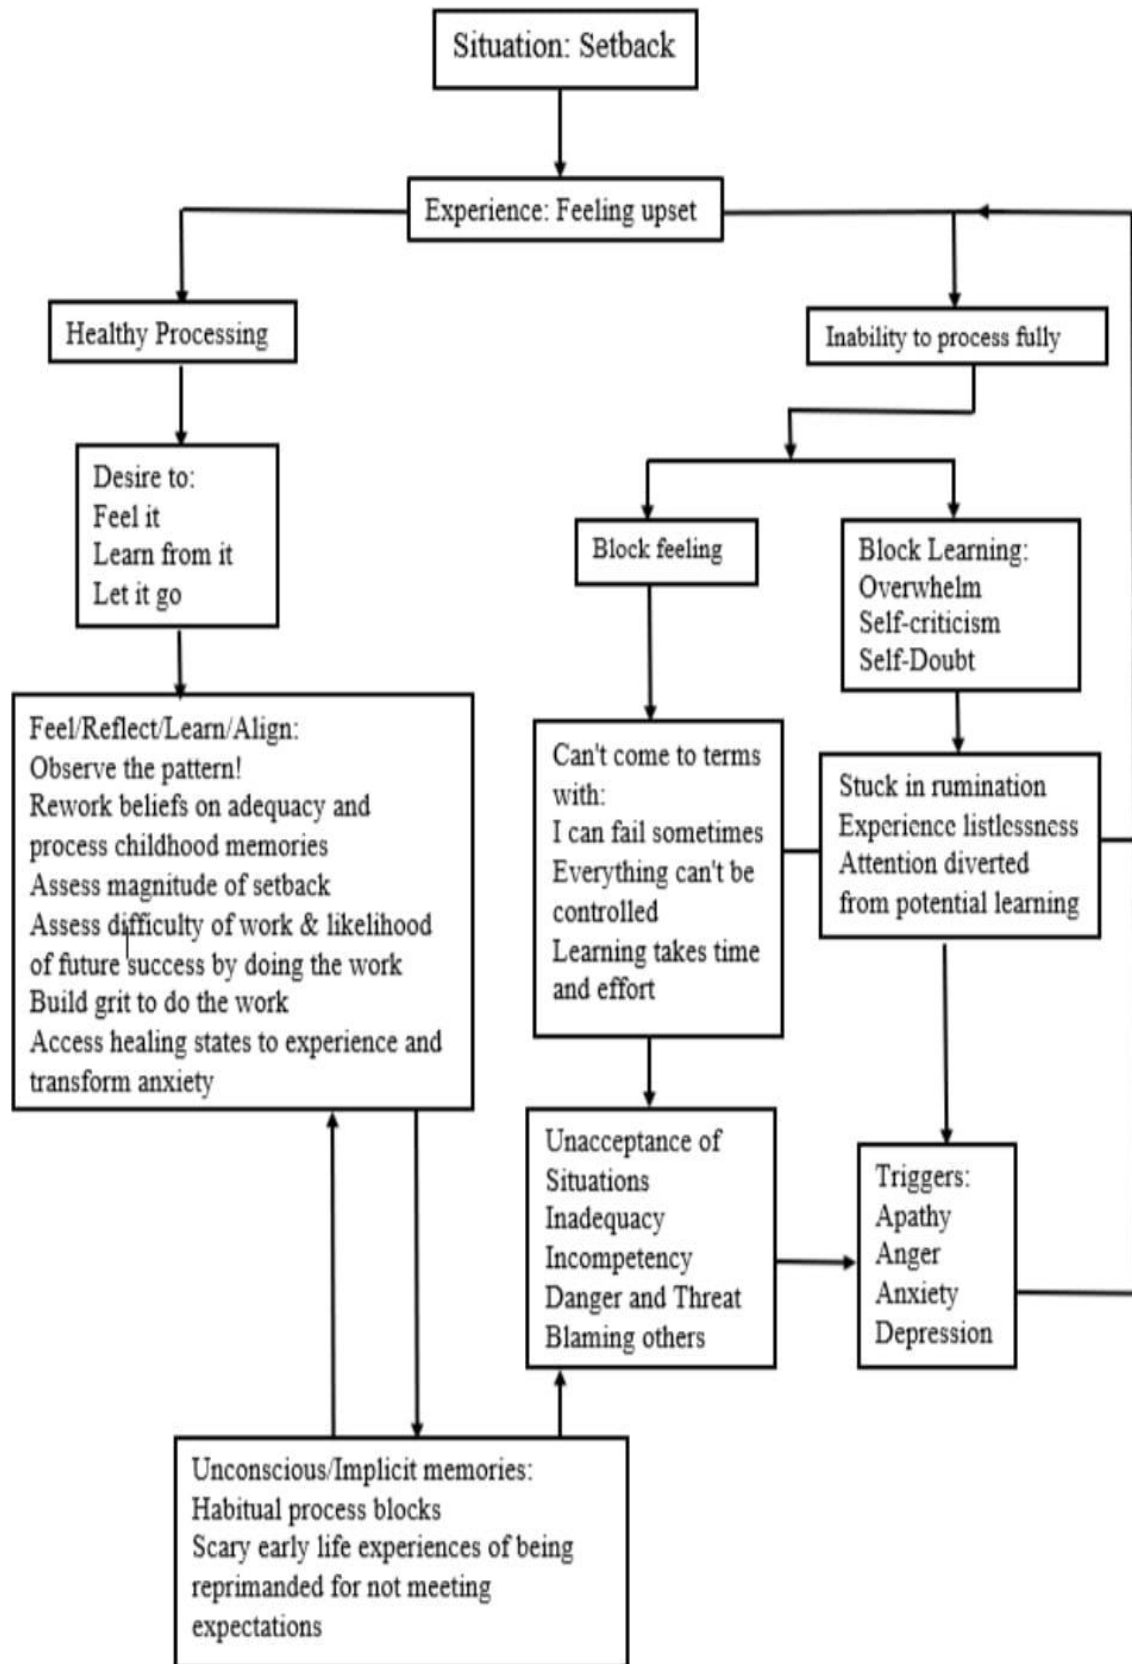 Situation: Setback
Experience: Feeling upset
Healthy Processing
Inability to process fully
Desire to:
Feel it
Learn from it
Let it go
Block feeling
Block Learning:
Overwhelm
Self-criticism
Self-Doubt
Feel/Reflect/Learn/Align:
Observe the pattern!
Rework beliefs on adequacy and
process childhood memories
Assess magnitude of setback
Assess difficulty of work & likelihood
of future success by doing the work
Build grit to do the work
Access healing states to experience and
transform anxiety
Can't come to terms
with:
I can fail sometimes
Everything can't be
controlled
Learning takes time
and effort
Stuck in rumination
Experience listlessness
Attention diverted
from potential learning
Unacceptance of
Situations
Inadequacy
Incompetency
Danger and Threat
Blaming others
Triggers:
Apathy
Anger
Anxiety
Depression
Unconscious/Implicit memories:
Habitual process blocks
Scary early life experiences of being
reprimanded for not meeting
expectations